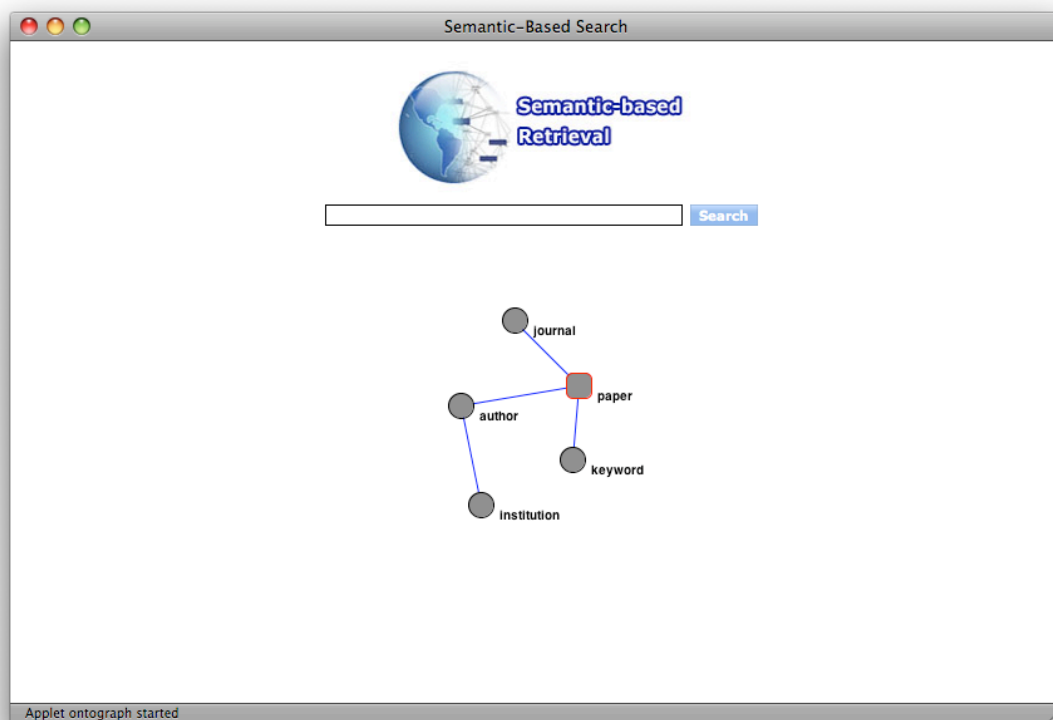 Semantic-Based Search
Semantic-based
Retrieval
Search
journal
paper
author
keyword
institution
Applet ontograph started